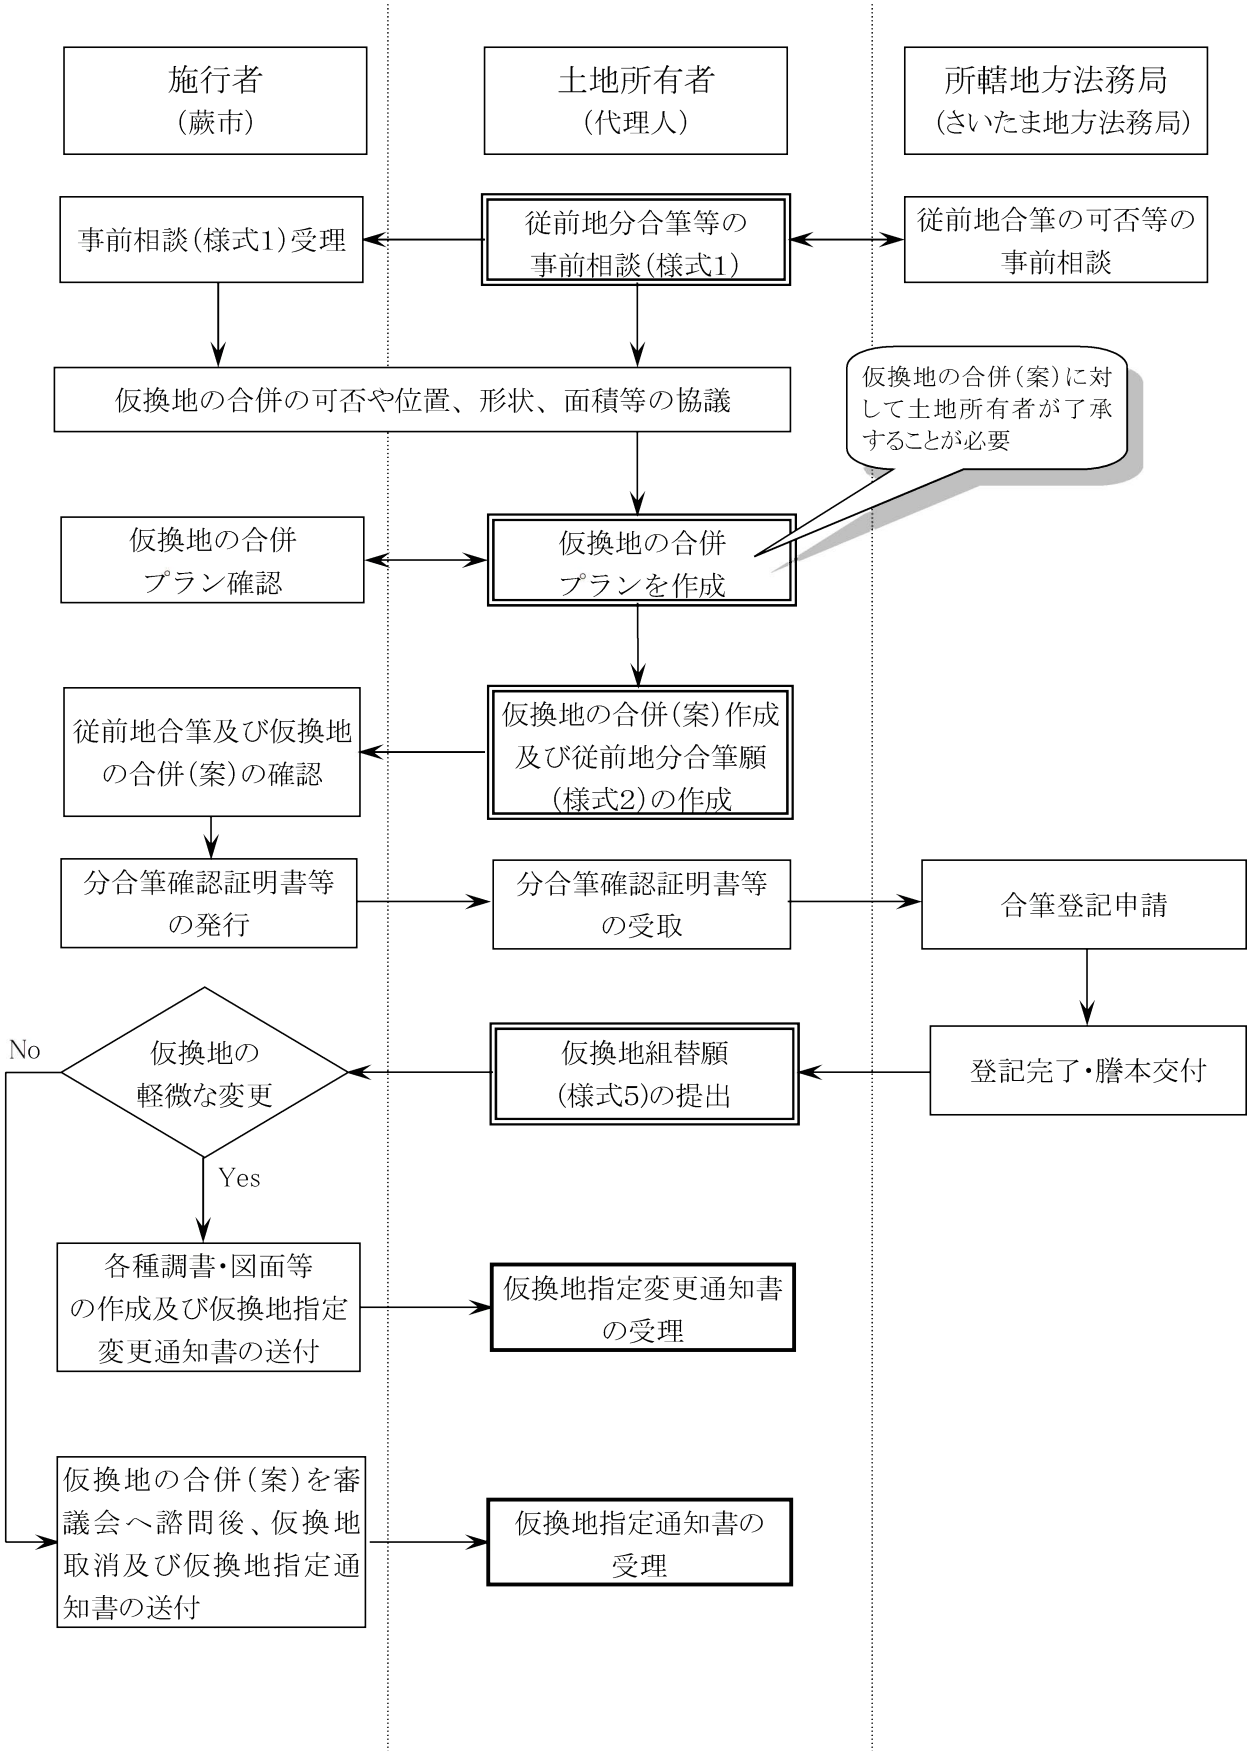 施行者
（蕨市）
土地所有者
（代理人）
所轄地方法務局
（さいたま地方法務局）
事前相談（様式1）受理
従前地分合筆等の
事前相談（様式1）
従前地合筆の可否等の
事前相談
仮換地の合併の可否や位置、形状、面積等の協議
仮換地の合併（案）に対
して土地所有者が了承
することが必要
仮換地の合併
プラン確認
仮換地の合併
プランを作成
従前地合筆及び仮換地
の合併（案）の確認
仮換地の合併（案）作成
及び従前地分合筆願
（様式2）の作成
分合筆確認証明書等
の発行
分合筆確認証明書等
の受取
合筆登記申請
No
仮換地の
軽微な変更
仮換地組替願
（様式5）の提出
登記完了・謄本交付
Yes
各種調書・図面等
の作成及び仮換地指定
変更通知書の送付
仮換地指定変更通知書
の受理
仮換地の合併（案）を審
議会へ諮問後、仮換地
取消及び仮換地指定通
知書の送付
仮換地指定通知書の
受理